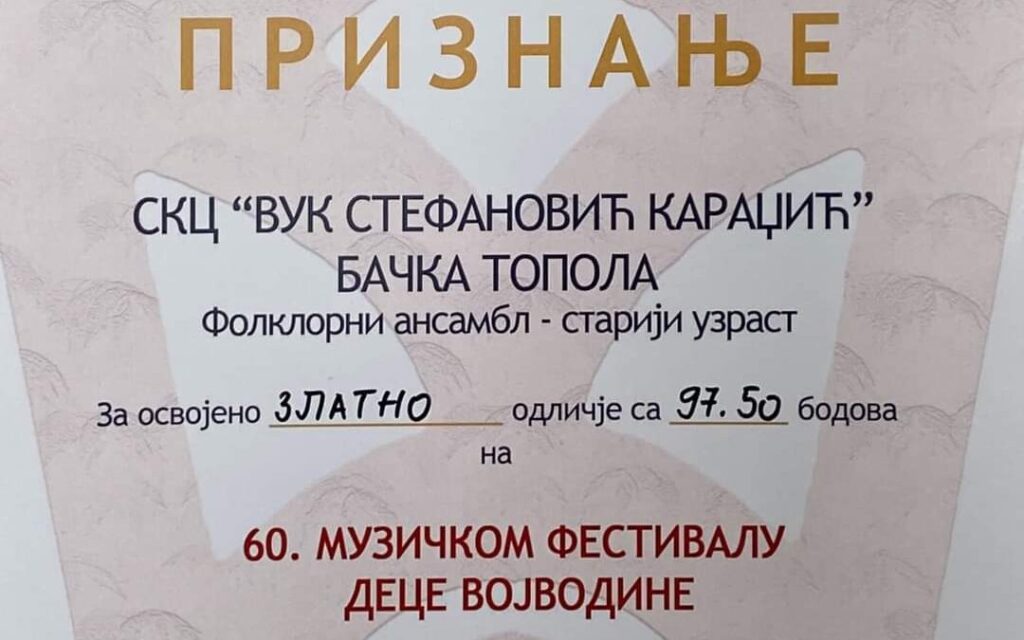 ПРИЗНАЊЕ
СКЦ “ВУК СТЕФАНОВИЋ КАРАЏИЋ”
БАЧКА ТОПОЛА
Фолклорни ансамбл - старији узраст
За освојено ЗЛАТНО одличје са 97.50 бодова
на
60. МУЗИЧКОМ ФЕСТИВАЛУ
ДЕЦЕ ВОЈВОДИНЕ